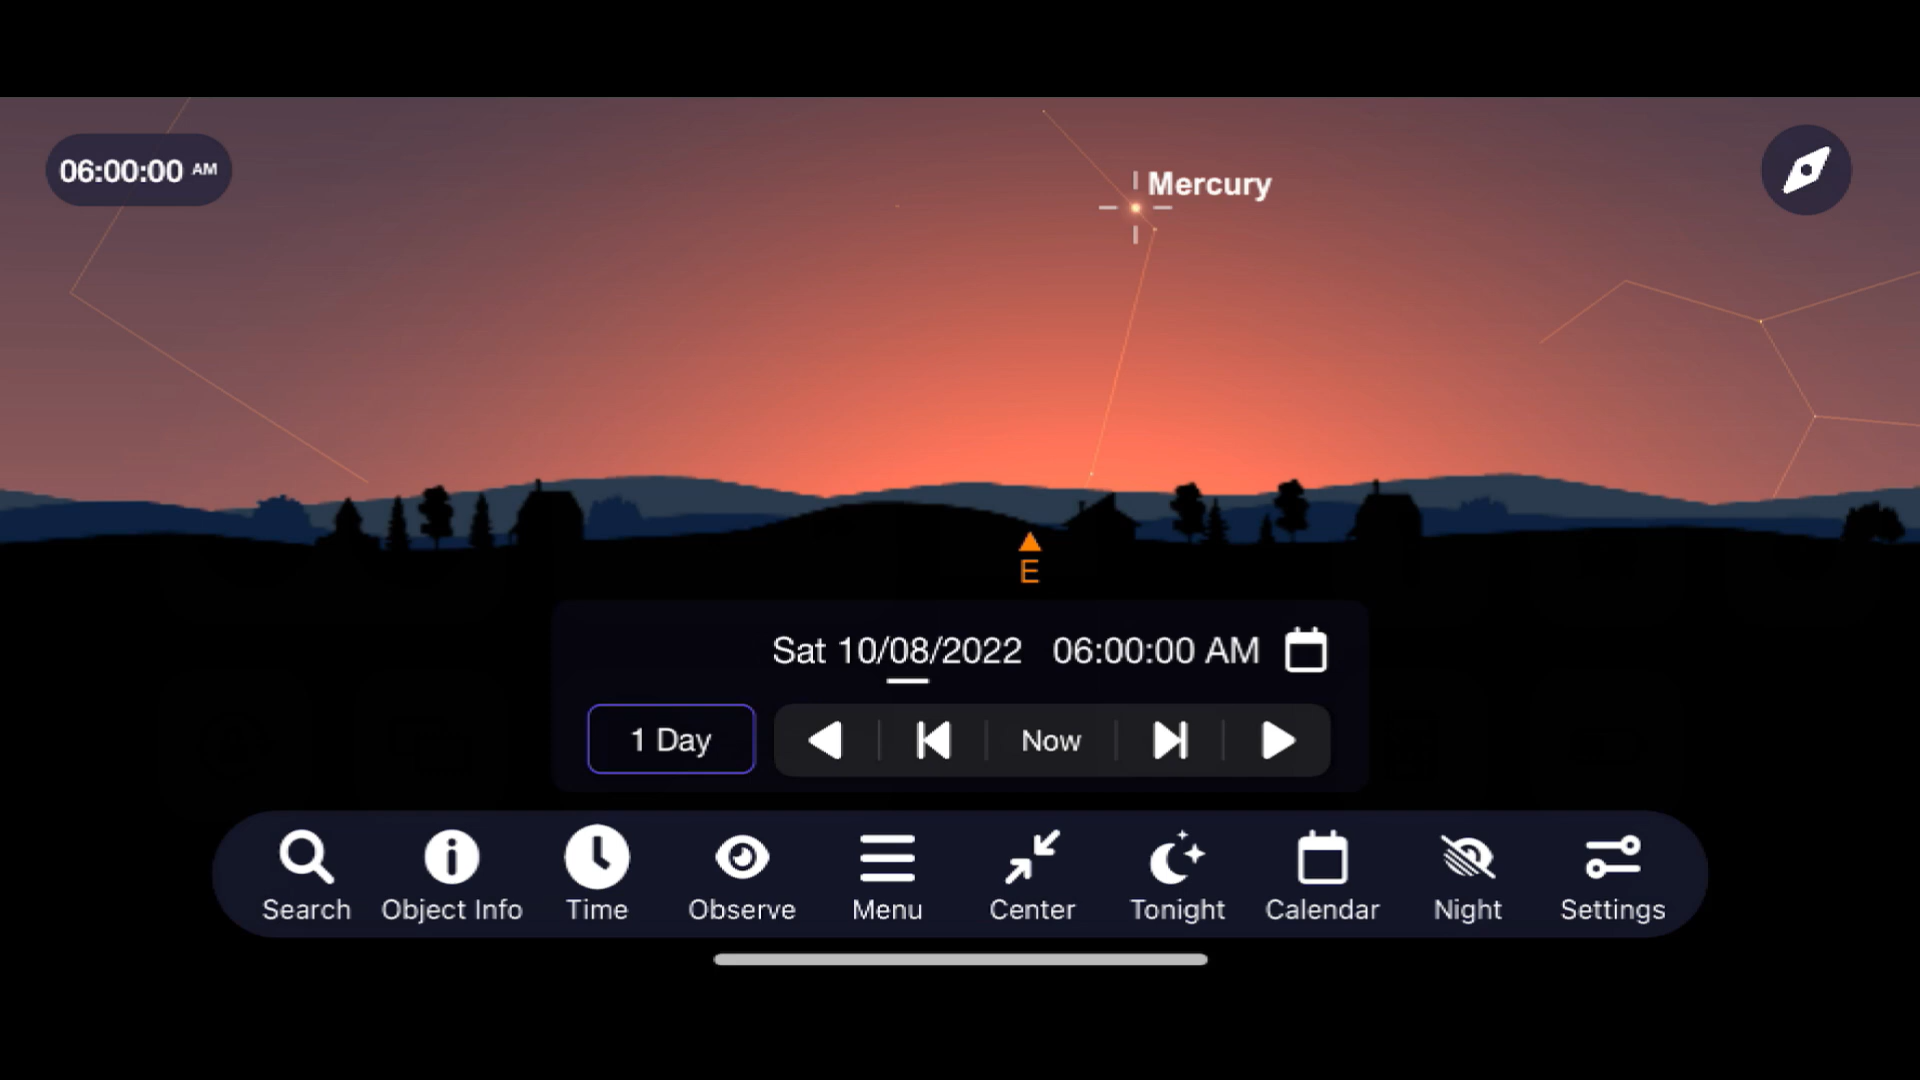 06:00:00 AM
Mercury
E
Sat 10/08/2022 06:00:00 AM
1 Day
Now
Search
Object Info
Time
Observe
Menu
Center
Tonight
Calendar
Night
Settings